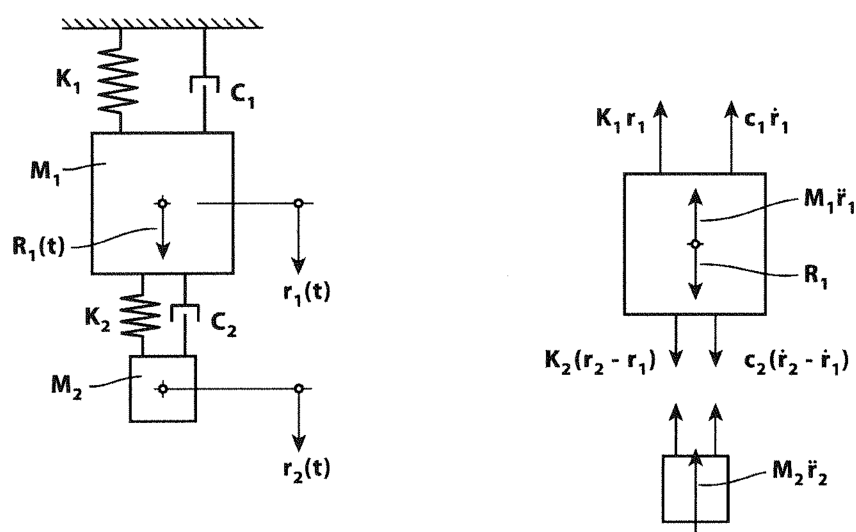 K₁
C₁
M₁
R₁(t)
r₁(t)
K₂
C₂
M₂
r₂(t)
K₁r₁
c₁ṙ₁
M₁r̈₁
R₁
K₂(r₂ - r₁)
c₂(ṙ₂ - ṙ₁)
M₂r̈₂